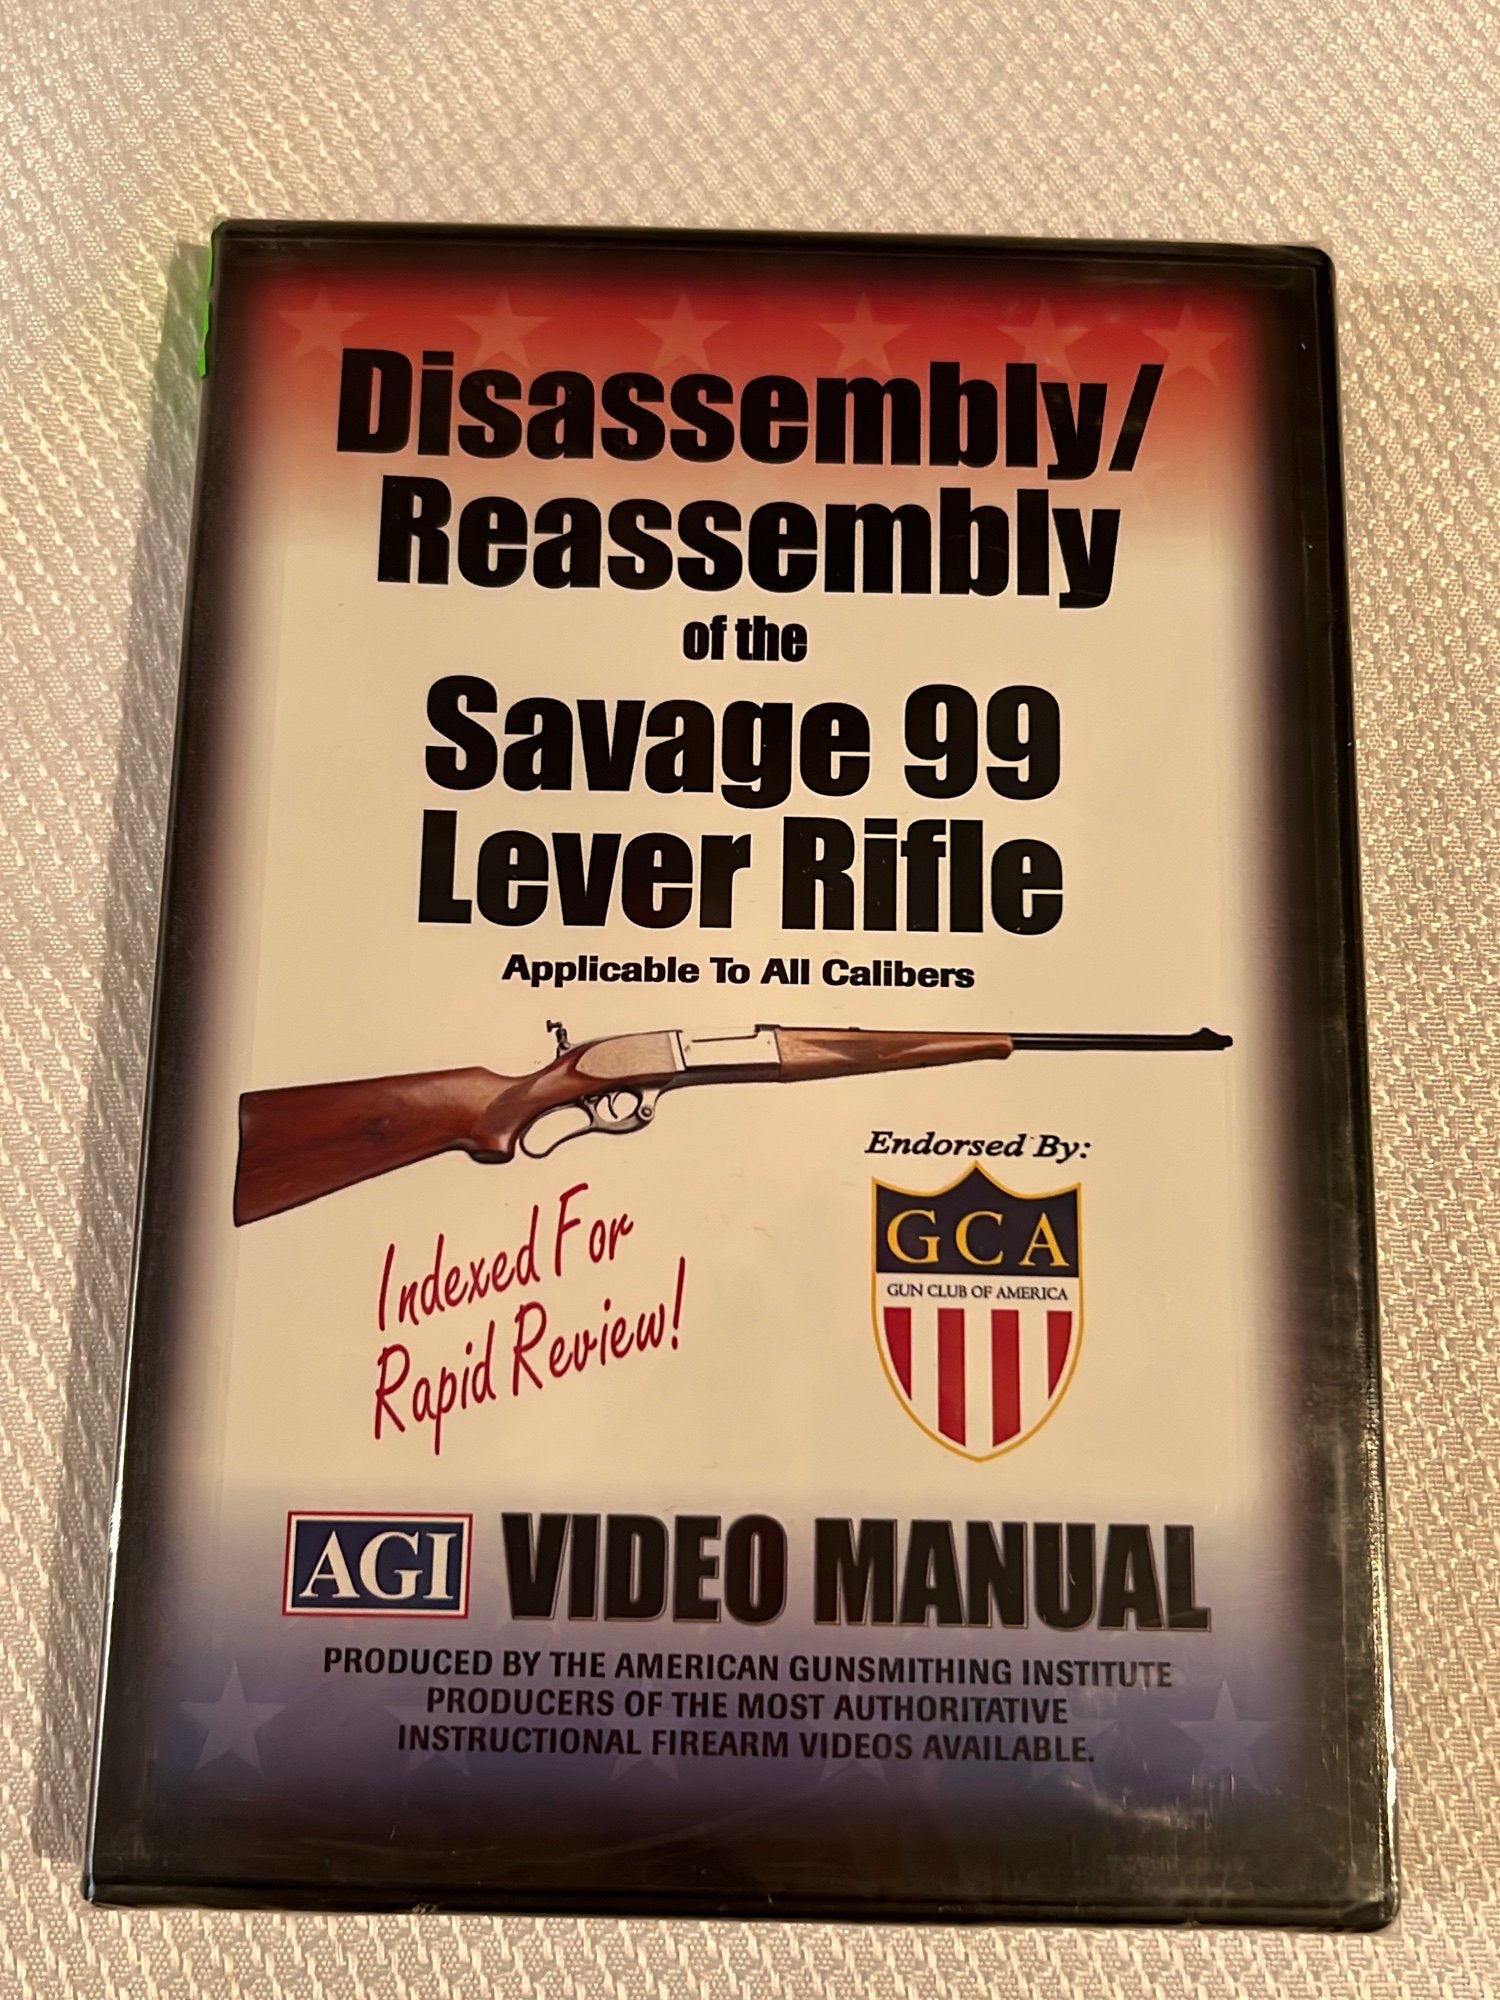 Disassembly/
Reassembly
of the
Savage 99
Lever Rifle
Applicable To All Calibers
Endorsed By:
GCA
GUN CLUB OF AMERICA
Indexed For
Rapid Review!
AGI VIDEO MANUAL
PRODUCED BY THE AMERICAN GUNSMITHING INSTITUTE
PRODUCERS OF THE MOST AUTHORITATIVE
INSTRUCTIONAL FIREARM VIDEOS AVAILABLE.